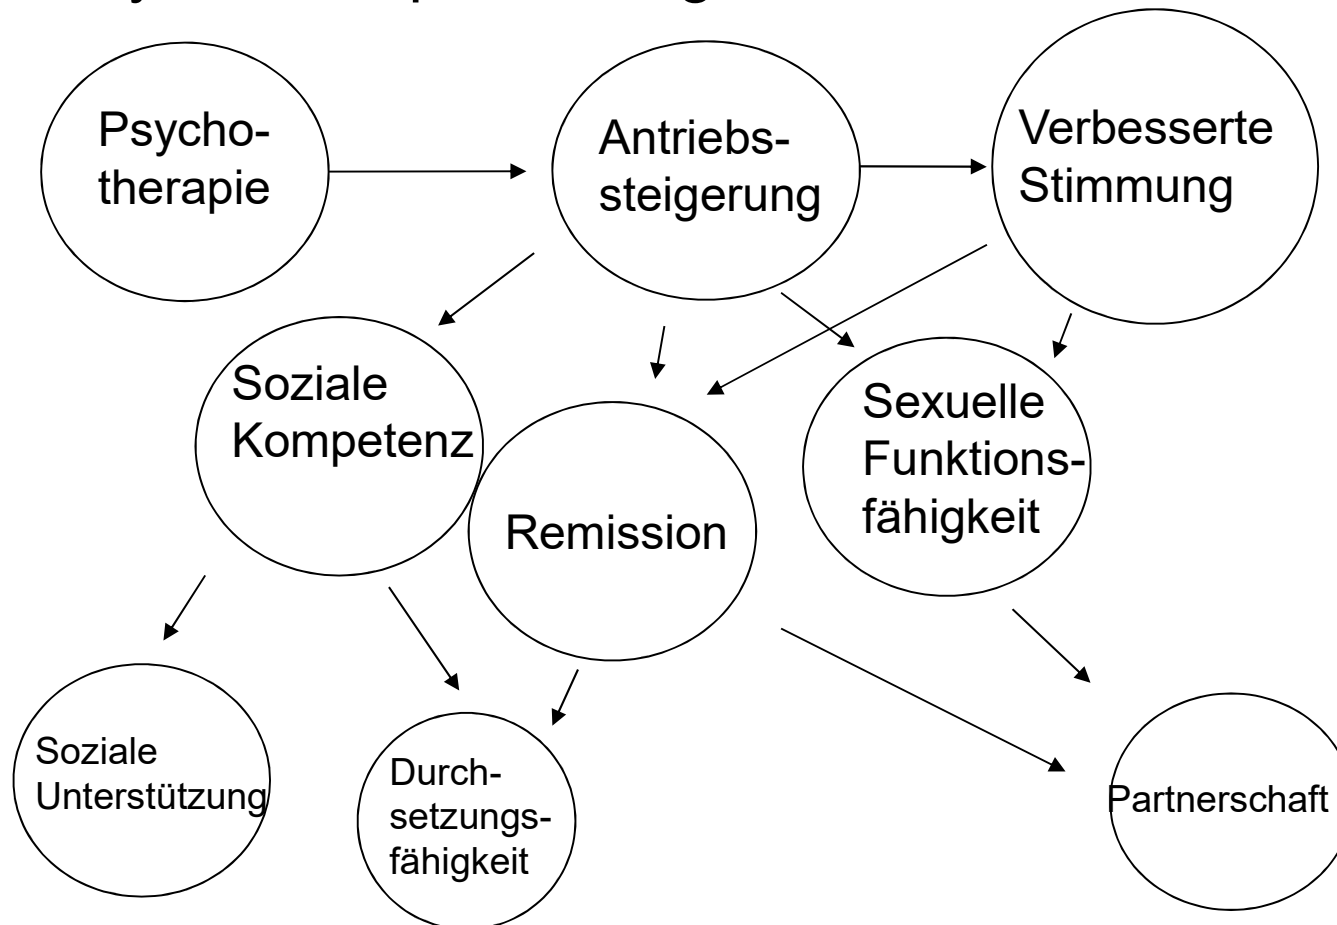 Psycho-
therapie
Antriebs-
steigerung
Verbesserte
Stimmung
Soziale
Kompetenz
Remission
Sexuelle
Funktions-
fähigkeit
Soziale
Unterstützung
Durch-
setzungs-
fähigkeit
Partnerschaft